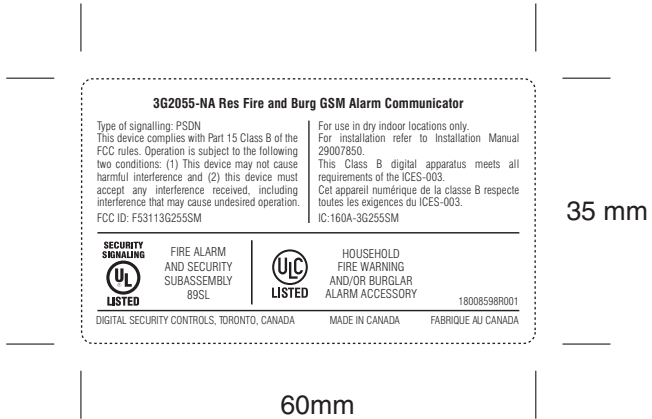 3G2055-NA Res Fire and Burg GSM Alarm Communicator
Type of signalling: PSDN
This device complies with Part 15 Class B of the
FCC rules. Operation is subject to the following
two conditions: (1) This device may not cause
harmful interference and (2) this device must
accept any interference received, including
interference that may cause undesired operation.
FCC ID: F53113G255SM
For use in dry indoor locations only.
For installation refer to Installation Manual
29007850.
This Class B digital apparatus meets all
requirements of the ICES-003.
Cet appareil numérique de la classe B respecte
toutes les exigences du ICES-003.
IC:160A-3G255SM
35 mm
SECURITY
SIGNALING
UL
LISTED
FIRE ALARM
AND SECURITY
SUBASSEMBLY
89SL
ULC
LISTED
HOUSEHOLD
FIRE WARNING
AND/OR BURGLAR
ALARM ACCESSORY
18008598R001
DIGITAL SECURITY CONTROLS, TORONTO, CANADA MADE IN CANADA FABRIQUE AU CANADA
60mm